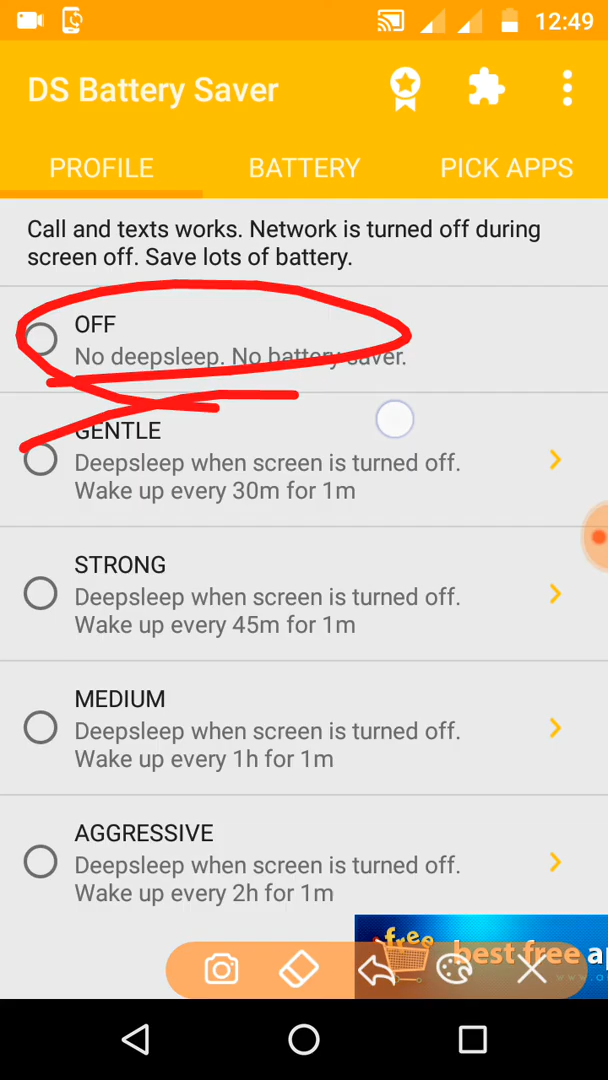 12:49
DS Battery Saver
PROFILE BATTERY PICK APPS
Call and texts works. Network is turned off during
screen off. Save lots of battery.
OFF
No deepsleep. No battery saver.
GENTLE
Deepsleep when screen is turned off.
Wake up every 30m for 1m
STRONG
Deepsleep when screen is turned off.
Wake up every 45m for 1m
MEDIUM
Deepsleep when screen is turned off.
Wake up every 1h for 1m
AGGRESSIVE
Deepsleep when screen is turned off.
Wake up every 2h for 1m
free
best free